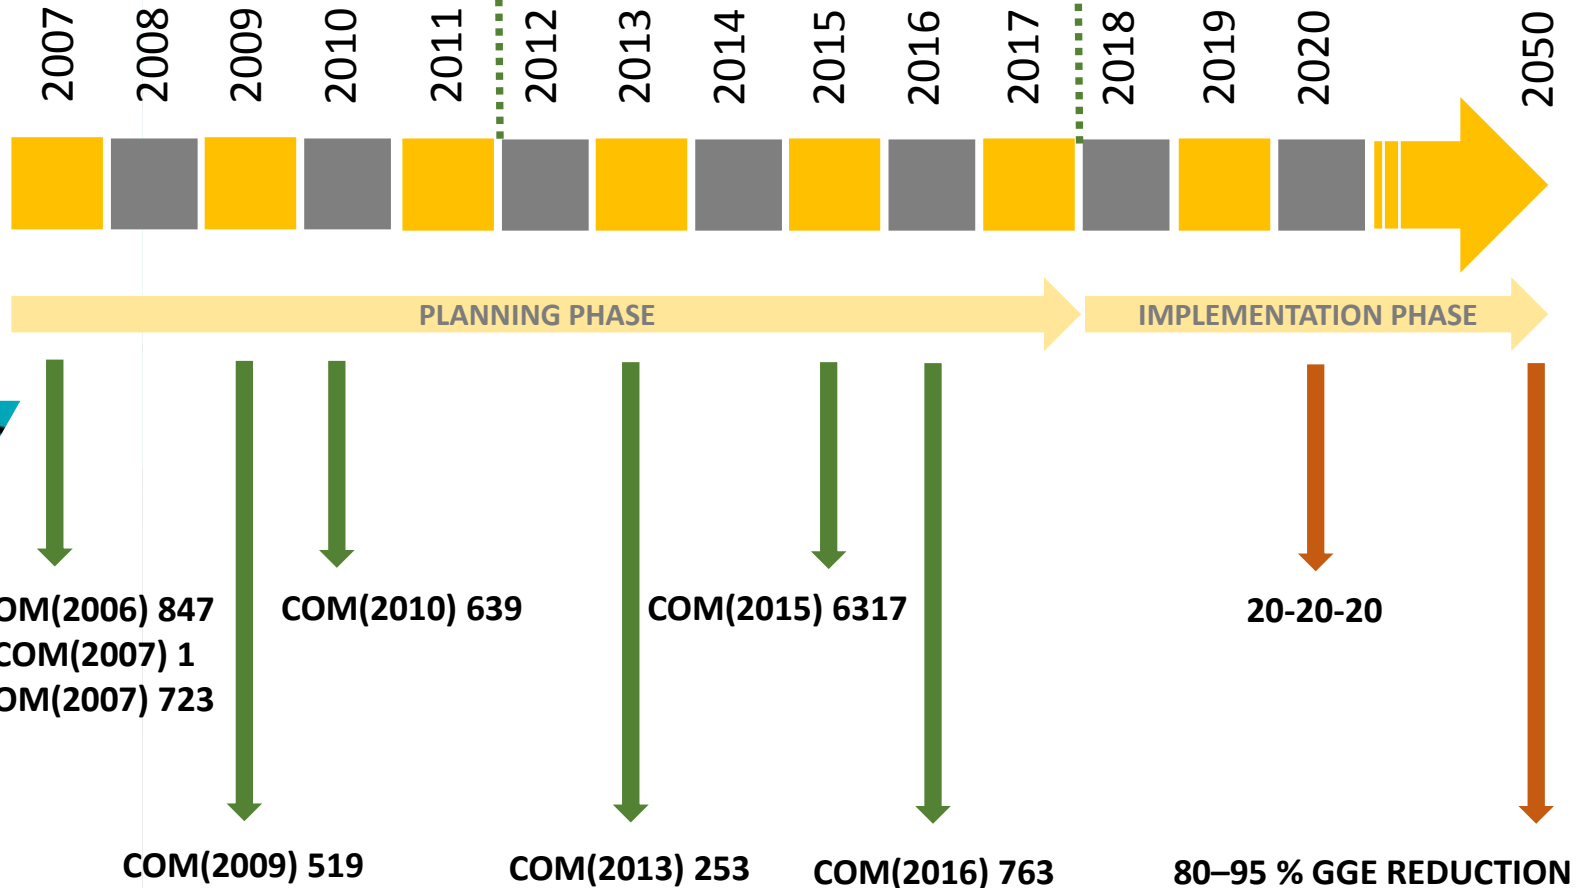 2007 2008 2009 2010 2011 2012 2013 2014 2015 2016 2017 2018 2019 2020 2050
PLANNING PHASE IMPLEMENTATION PHASE
OM(2006) 847 COM(2010) 639 COM(2015) 6317 20-20-20
COM(2007) 1
OM(2007) 723
COM(2009) 519 COM(2013) 253 COM(2016) 763 80–95 % GGE REDUCTION